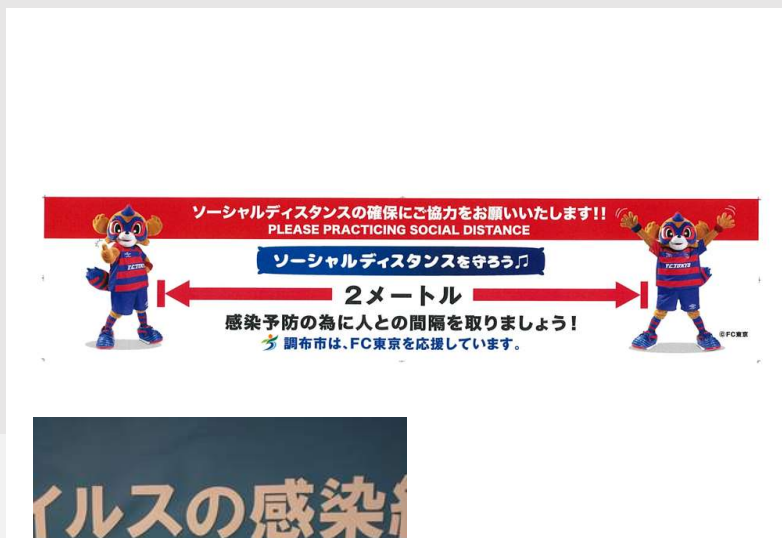 ソーシャルディスタンスの確保にご協力をお願いいたします!!
PLEASE PRACTICING SOCIAL DISTANCE
ソーシャルディスタンスを守ろう♫
2メートル
感染予防の為に人との間隔を取りましょう!
調布市は、FC東京を応援しています。
©FC東京
F.C.TOKYO
イルスの感染